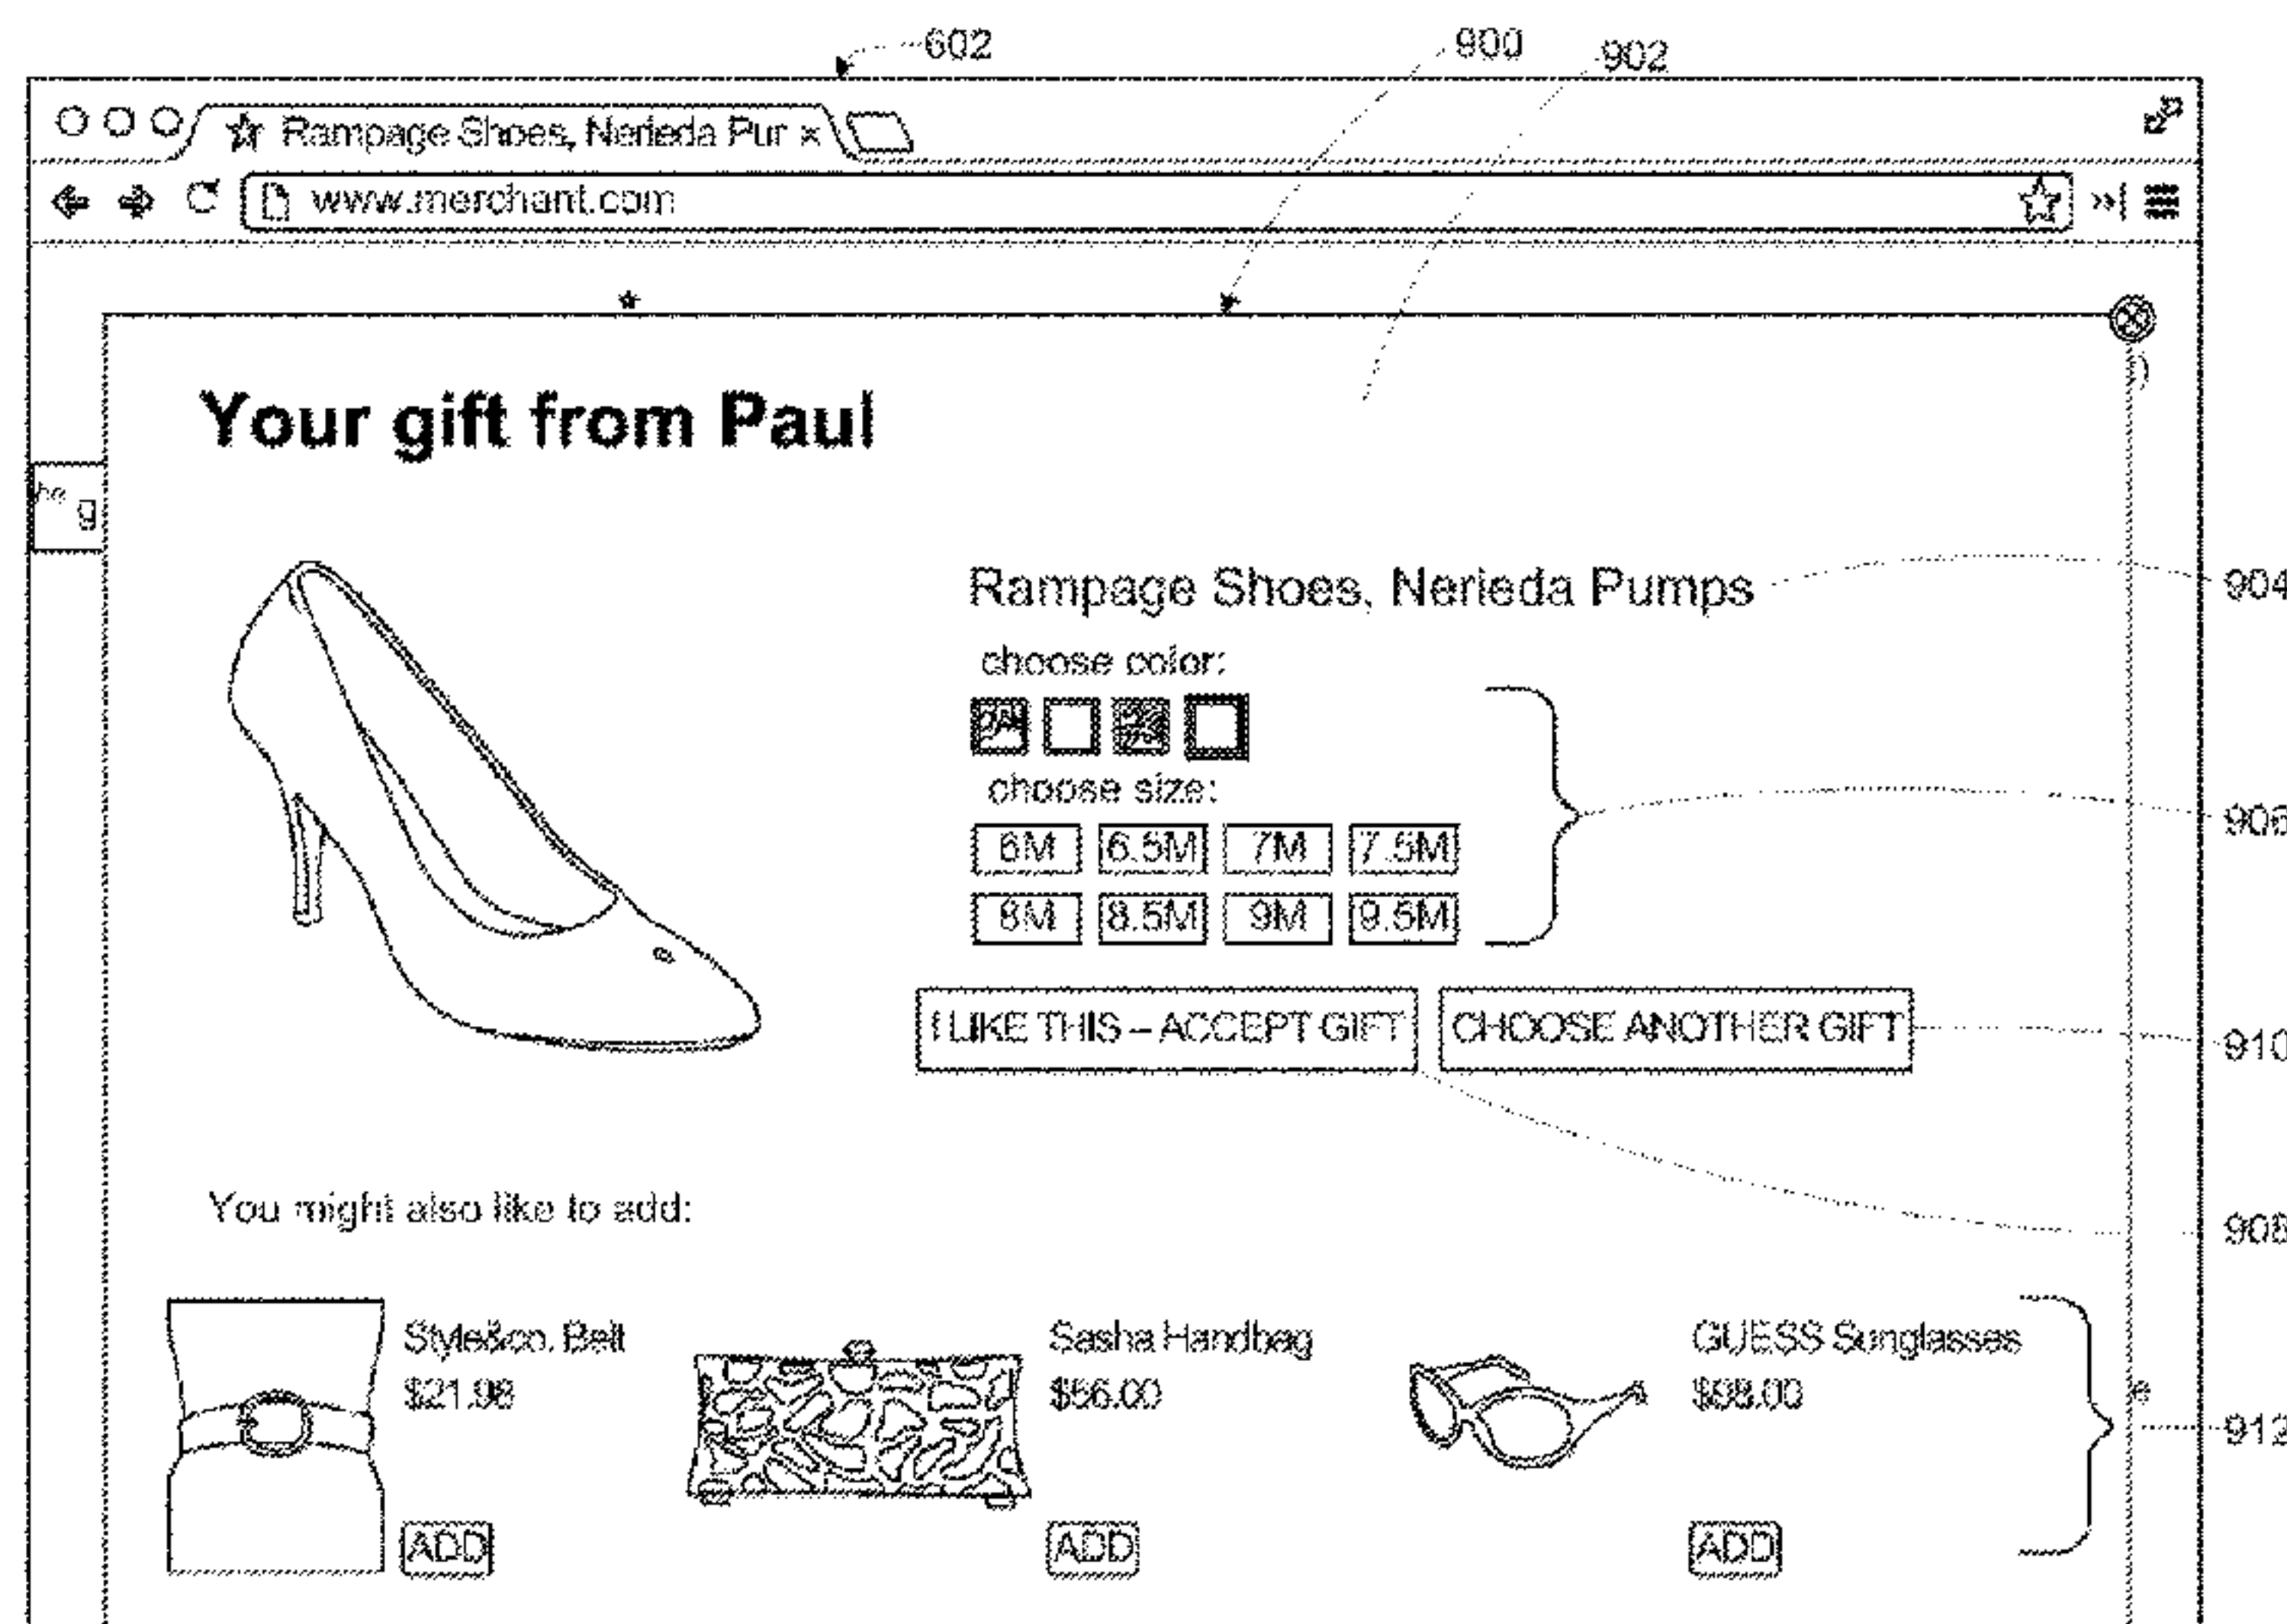 602
900
902
Rampage Shoes, Nerieda Pur ×
www.merchant.com
Your gift from Paul
he g
Rampage Shoes, Nerieda Pumps
904
choose color:
choose size:
906
6M 6.5M 7M 7.5M
8M 8.5M 9M 9.5M
I LIKE THIS – ACCEPT GIFT
CHOOSE ANOTHER GIFT
910
You might also like to add:
908
Style&co. Belt
$21.98
ADD
Sasha Handbag
$56.00
ADD
GUESS Sunglasses
$98.00
ADD
e
912